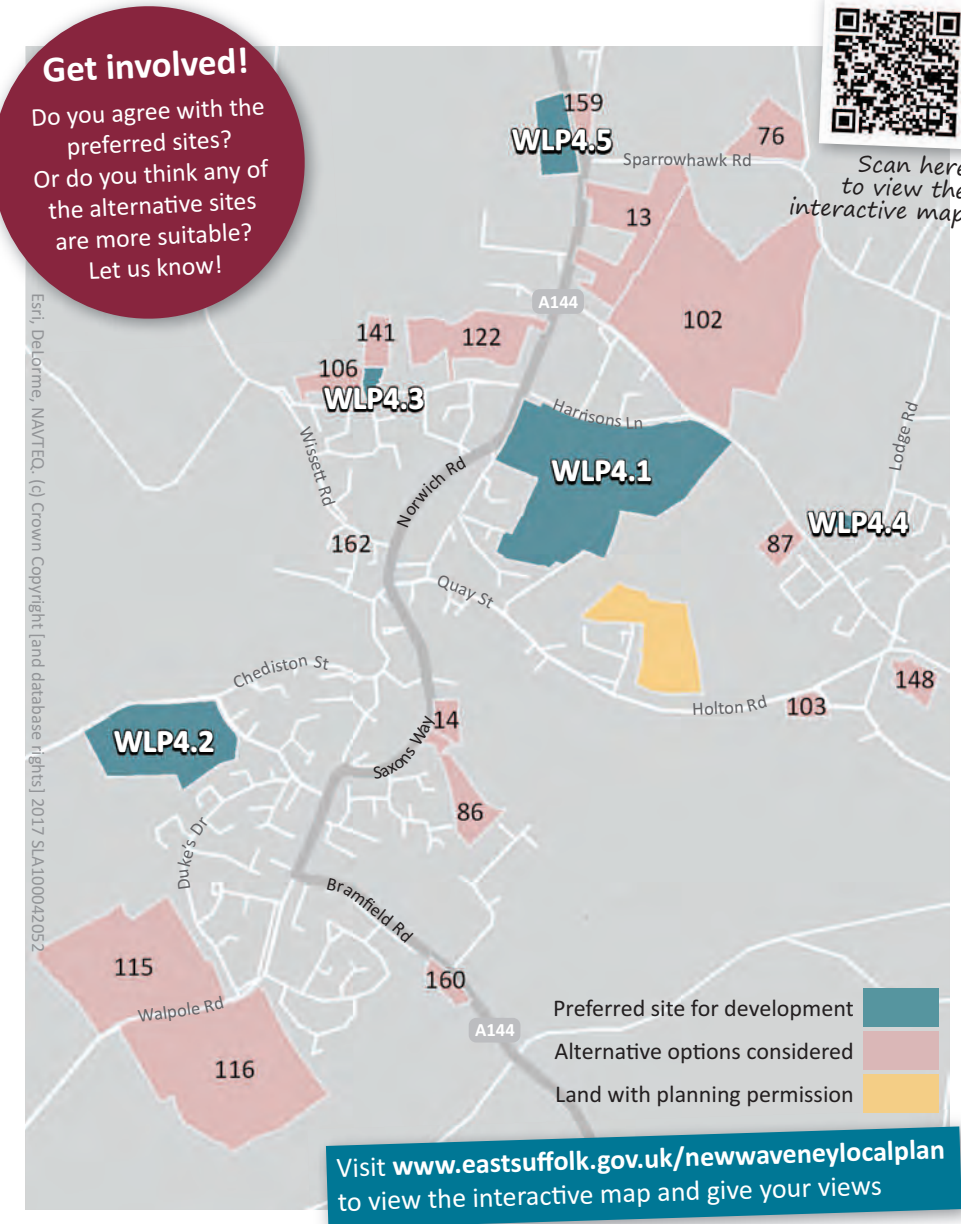 Get involved!
Do you agree with the
preferred sites?
Or do you think any of
the alternative sites
are more suitable?
Let us know!
Scan here
to view the
interactive map
159
WLP4.5
76
Sparrowhawk Rd
13
A144
102
141
122
106
WLP4.3
Harrisons Ln
Lodge Rd
Wissett Rd
Norwich Rd
WLP4.1
WLP4.4
87
162
Quay St
Chediston St
148
Holton Rd
103
14
WLP4.2
Saxons Way
86
Duke's Dr
Bramfield Rd
115
160
Walpole Rd
A144
116
Esri, DeLorme, NAVTEQ. (c) Crown Copyright [and database rights] 2017 SLA100042052
Preferred site for development
Alternative options considered
Land with planning permission
Visit www.eastsuffolk.gov.uk/newwaveneylocalplan
to view the interactive map and give your views